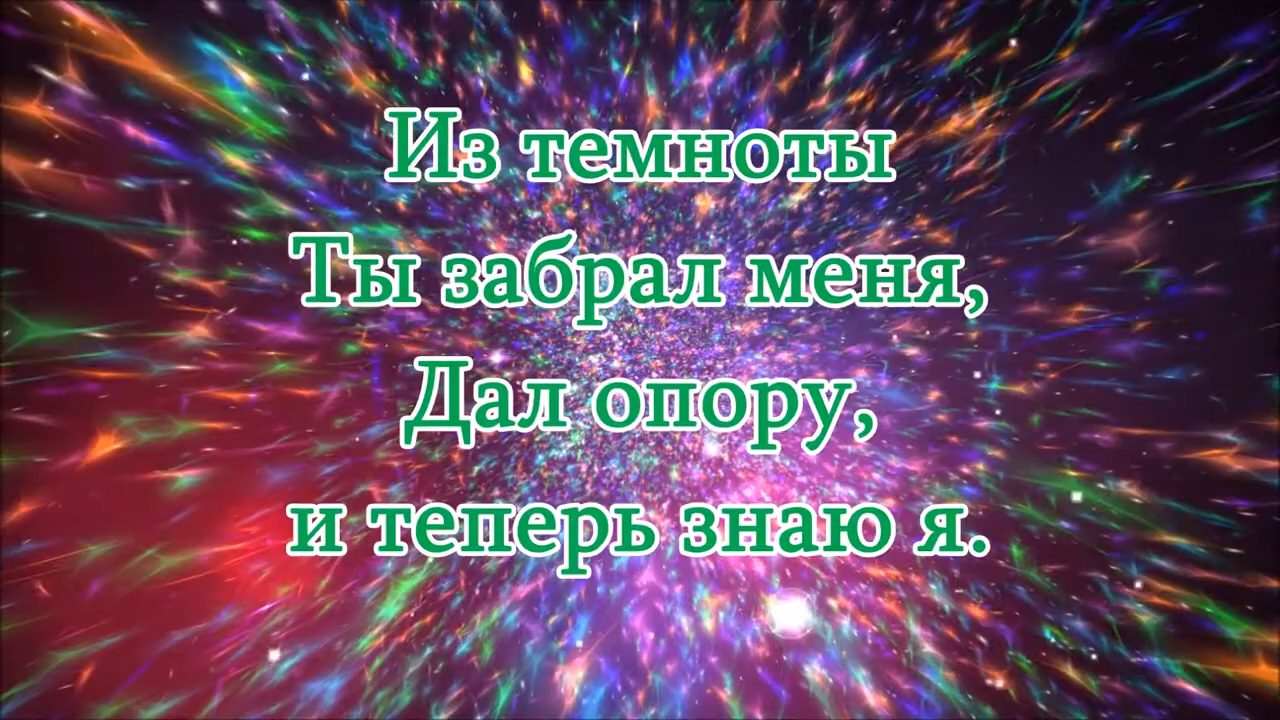 Из темноты
Ты забрал меня,
Дал опору,
и теперь знаю я.